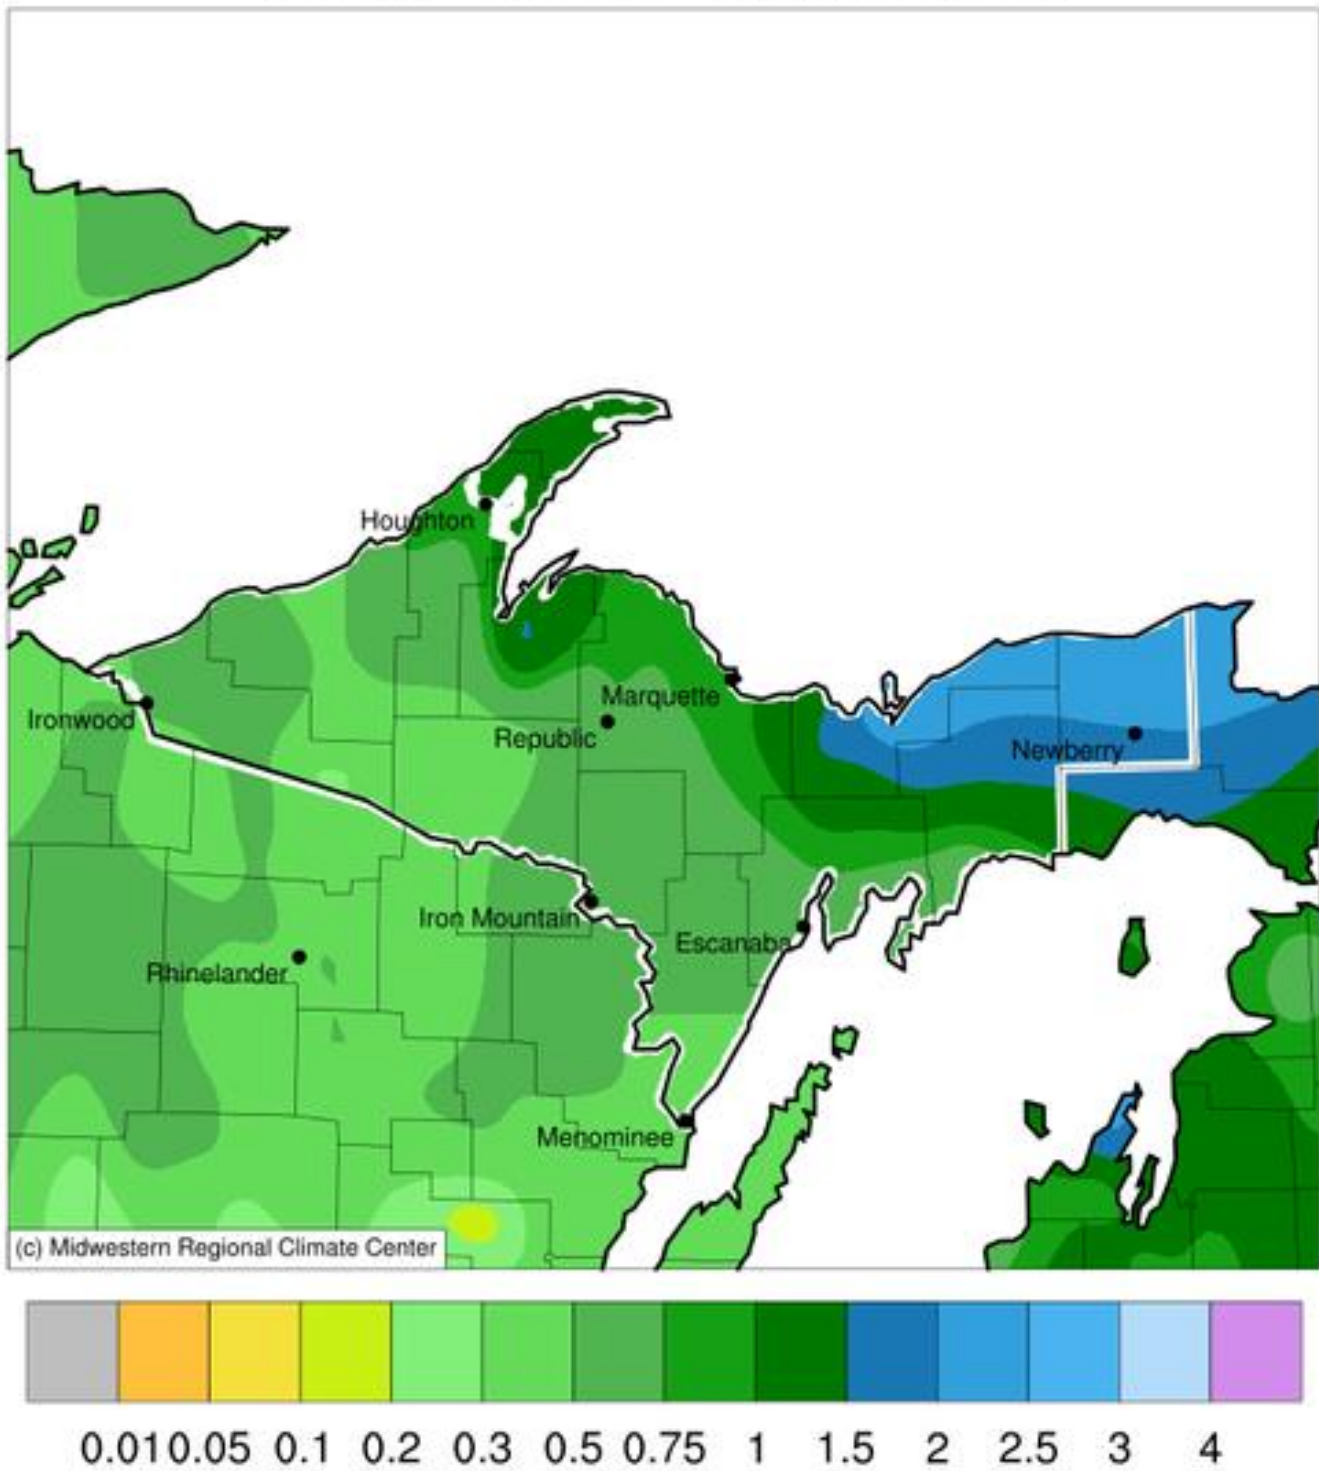 Houghton
Marquette
Ironwood
Republic
Newberry
Iron Mountain
Escanaba
Rhinelander
Menominee
(c) Midwestern Regional Climate Center
0.01 0.05 0.1 0.2 0.3 0.5 0.75 1 1.5 2 2.5 3 4